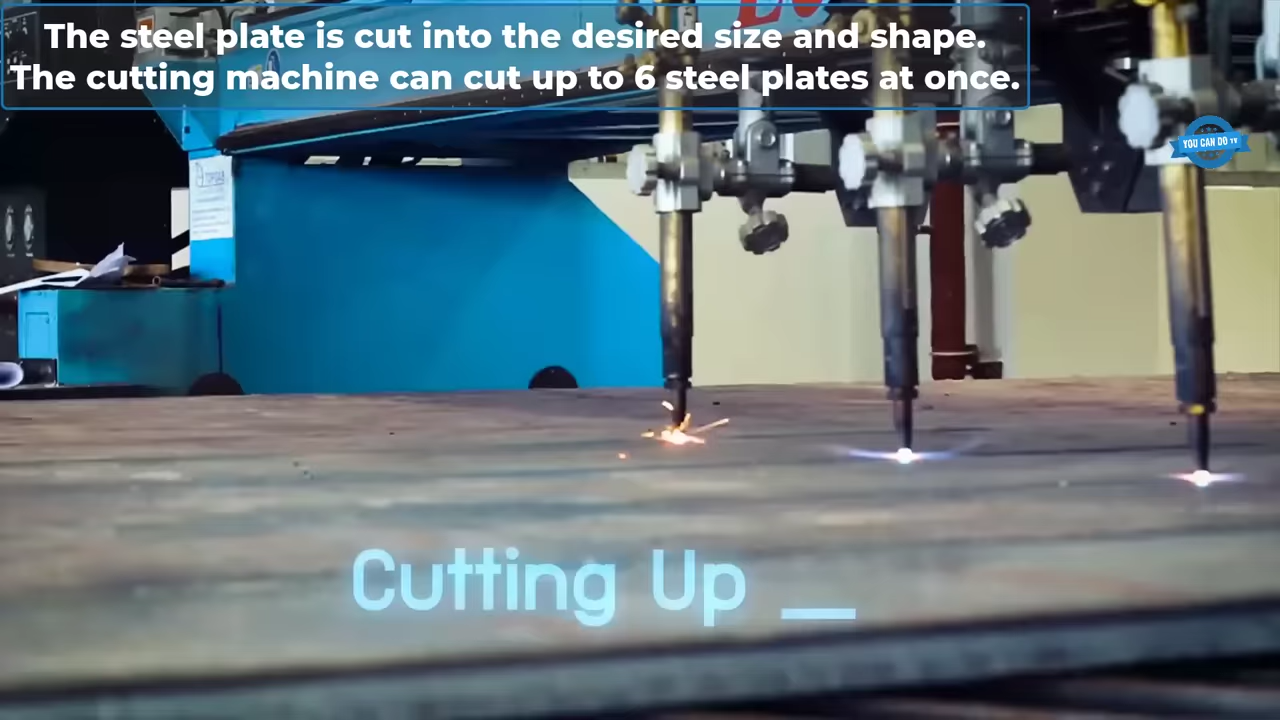 The steel plate is cut into the desired size and shape.
The cutting machine can cut up to 6 steel plates at once.
YOU CAN DO TV
Cutting Up _